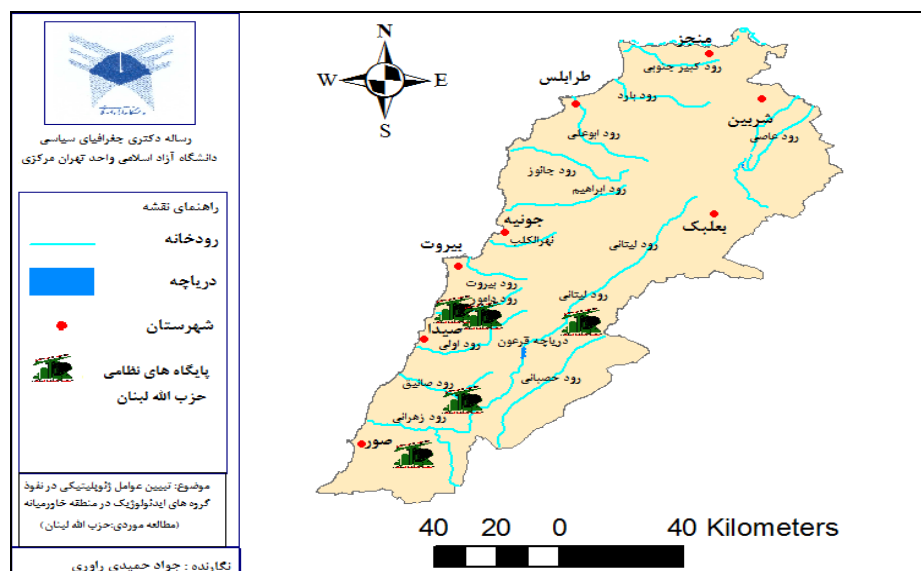 رساله دکتری جغرافیای سیاسی
دانشگاه آزاد اسلامی واحد تهران مرکزی
راهنمای نقشه
رودخانه
دریاچه
شهرستان
پایگاه های نظامی
حزب الله لبنان
موضوع: تبیین عوامل ژئوپلیتیکی در نفوذ
گروه های ایدئولوژیک در منطقه خاورمیانه
(مطالعه موردی:حزب الله لبنان)
نگارنده : جواد حمیدی راوری
N
W
E
S
منجز
رود کبیر جنوبی
طرابلس
رود بارد
شربین
رود عاصی
رود ابوعلی
رود جائوز
رود ابراهیم
جونیه
بعلبک
نهرالکلب
رود لیتانی
بیروت
رود بیروت
رود دامور
رود لیتانی
صیدا
رود اولی
دریاچه قرعون
رود حصبانی
رود صانیق
رود زهرانی
صور
40 20 0 40 Kilometers